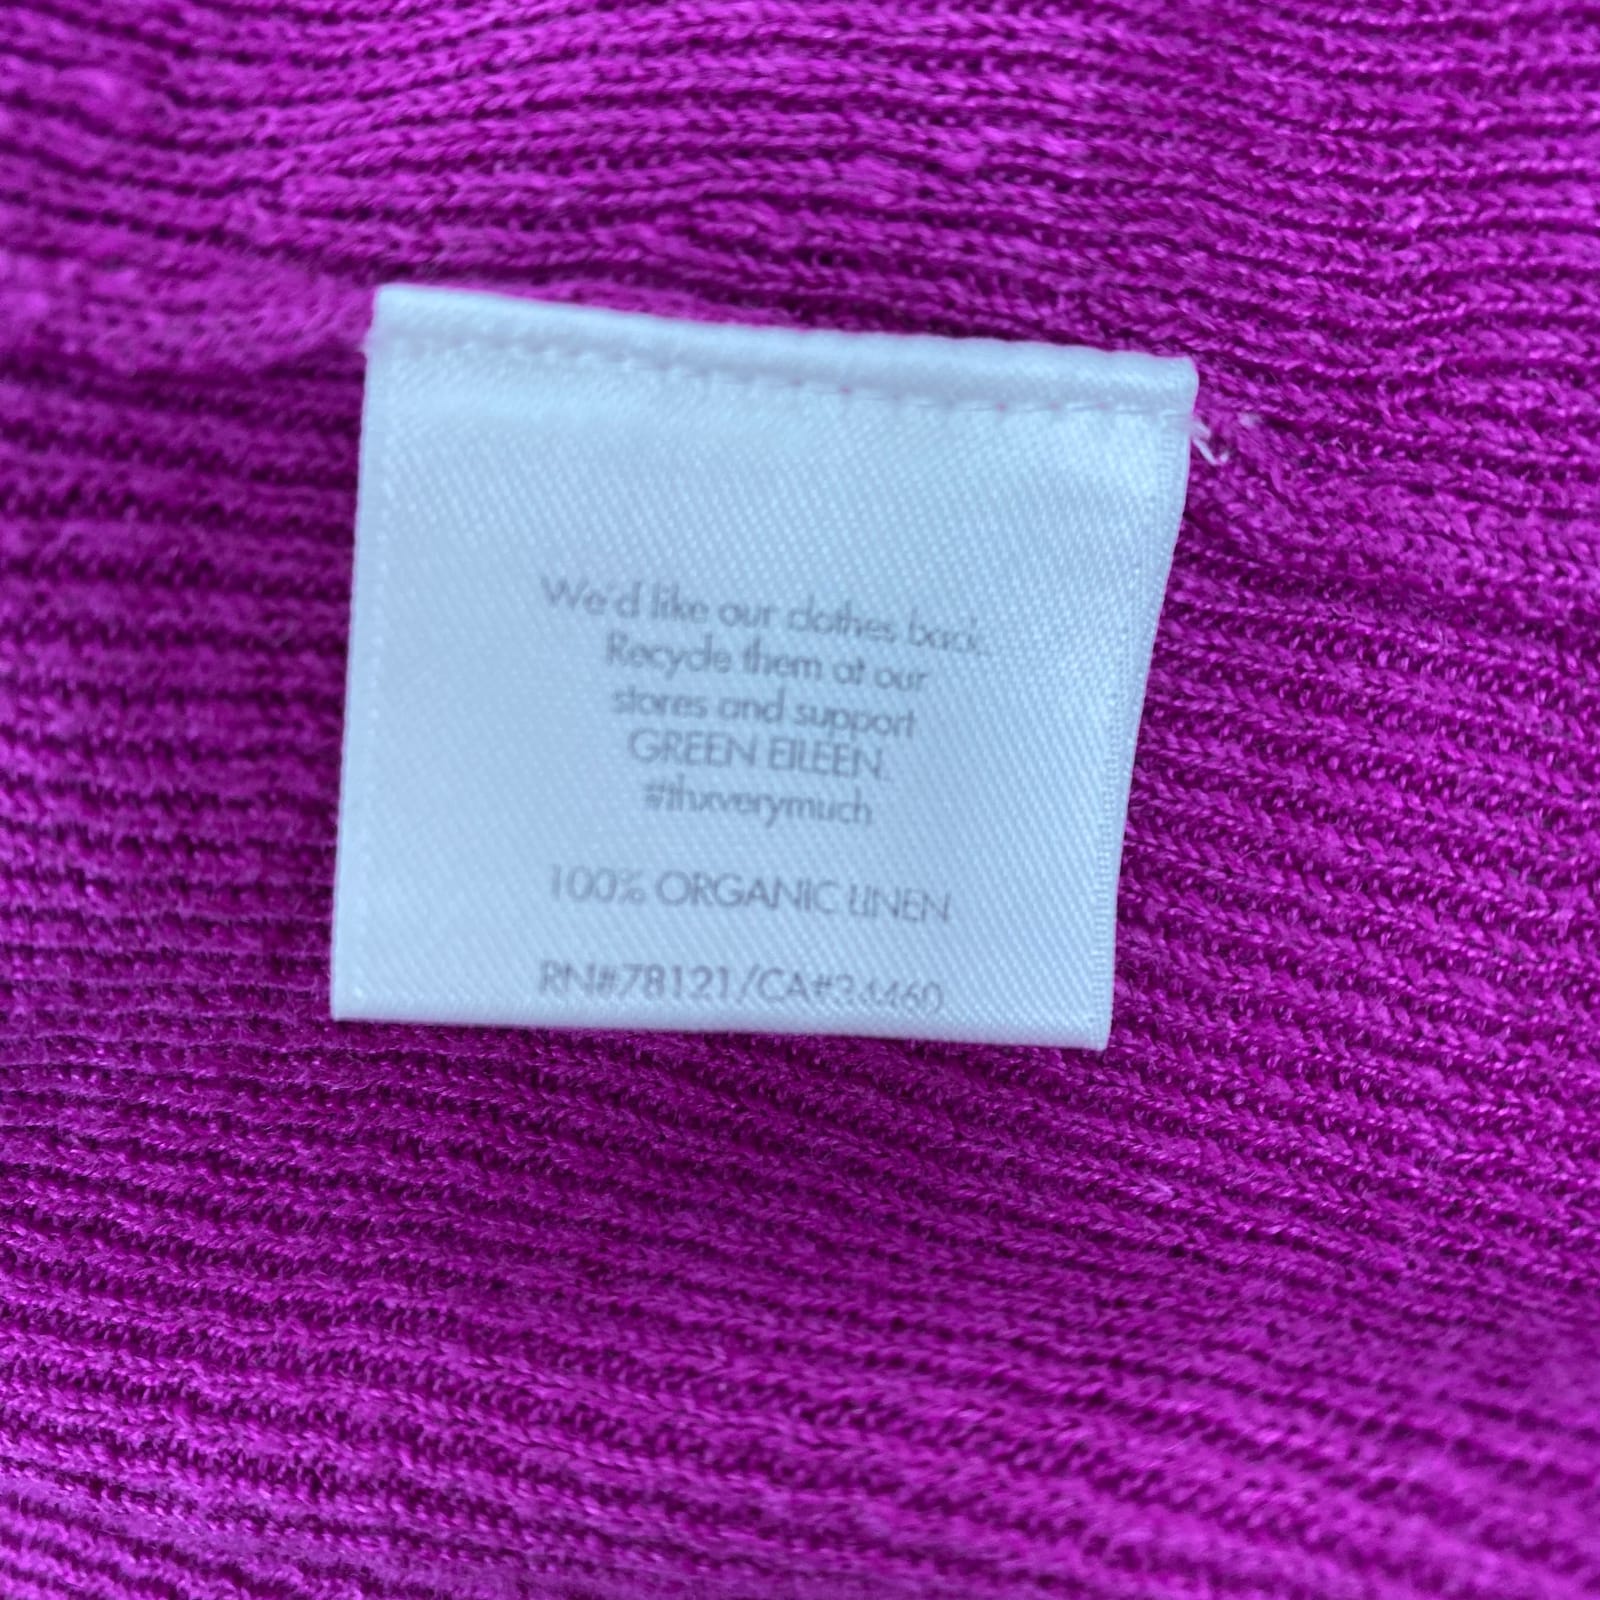 We'd like our clothes back.
Recycle them at our
stores and support
GREEN EILEEN.
#thxverymuch
100% ORGANIC LINEN
RN#78121/CA#34460